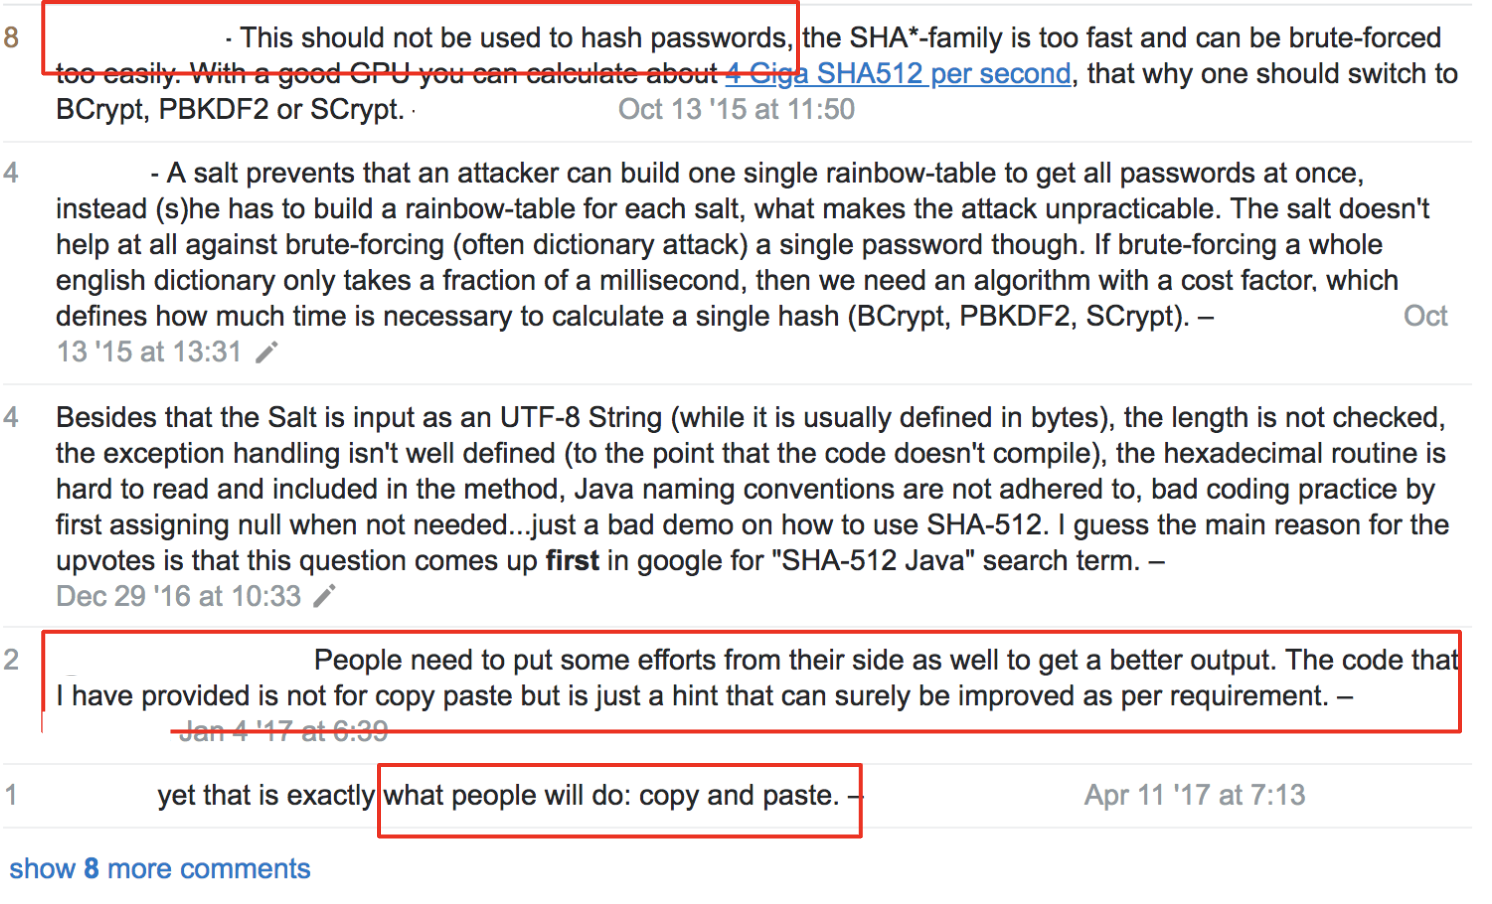 8 - This should not be used to hash passwords, the SHA*-family is too fast and can be brute-forced
too easily. With a good GPU you can calculate about 4 Giga SHA512 per second, that why one should switch to
BCrypt, PBKDF2 or SCrypt. · Oct 13 '15 at 11:50
4 - A salt prevents that an attacker can build one single rainbow-table to get all passwords at once,
instead (s)he has to build a rainbow-table for each salt, what makes the attack unpracticable. The salt doesn't
help at all against brute-forcing (often dictionary attack) a single password though. If brute-forcing a whole
english dictionary only takes a fraction of a millisecond, then we need an algorithm with a cost factor, which
defines how much time is necessary to calculate a single hash (BCrypt, PBKDF2, SCrypt). – Oct
13 '15 at 13:31
4 Besides that the Salt is input as an UTF-8 String (while it is usually defined in bytes), the length is not checked,
the exception handling isn't well defined (to the point that the code doesn't compile), the hexadecimal routine is
hard to read and included in the method, Java naming conventions are not adhered to, bad coding practice by
first assigning null when not needed...just a bad demo on how to use SHA-512. I guess the main reason for the
upvotes is that this question comes up first in google for "SHA-512 Java" search term. –
Dec 29 '16 at 10:33
2 People need to put some efforts from their side as well to get a better output. The code that
I have provided is not for copy paste but is just a hint that can surely be improved as per requirement. –
Jan 4 '17 at 6:39
1 yet that is exactly what people will do: copy and paste. – Apr 11 '17 at 7:13
show 8 more comments